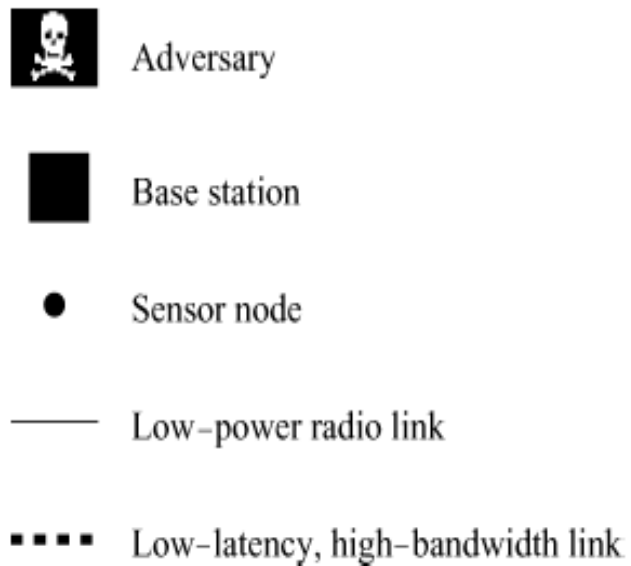 Adversary
Base station
Sensor node
Low-power radio link
Low-latency, high-bandwidth link